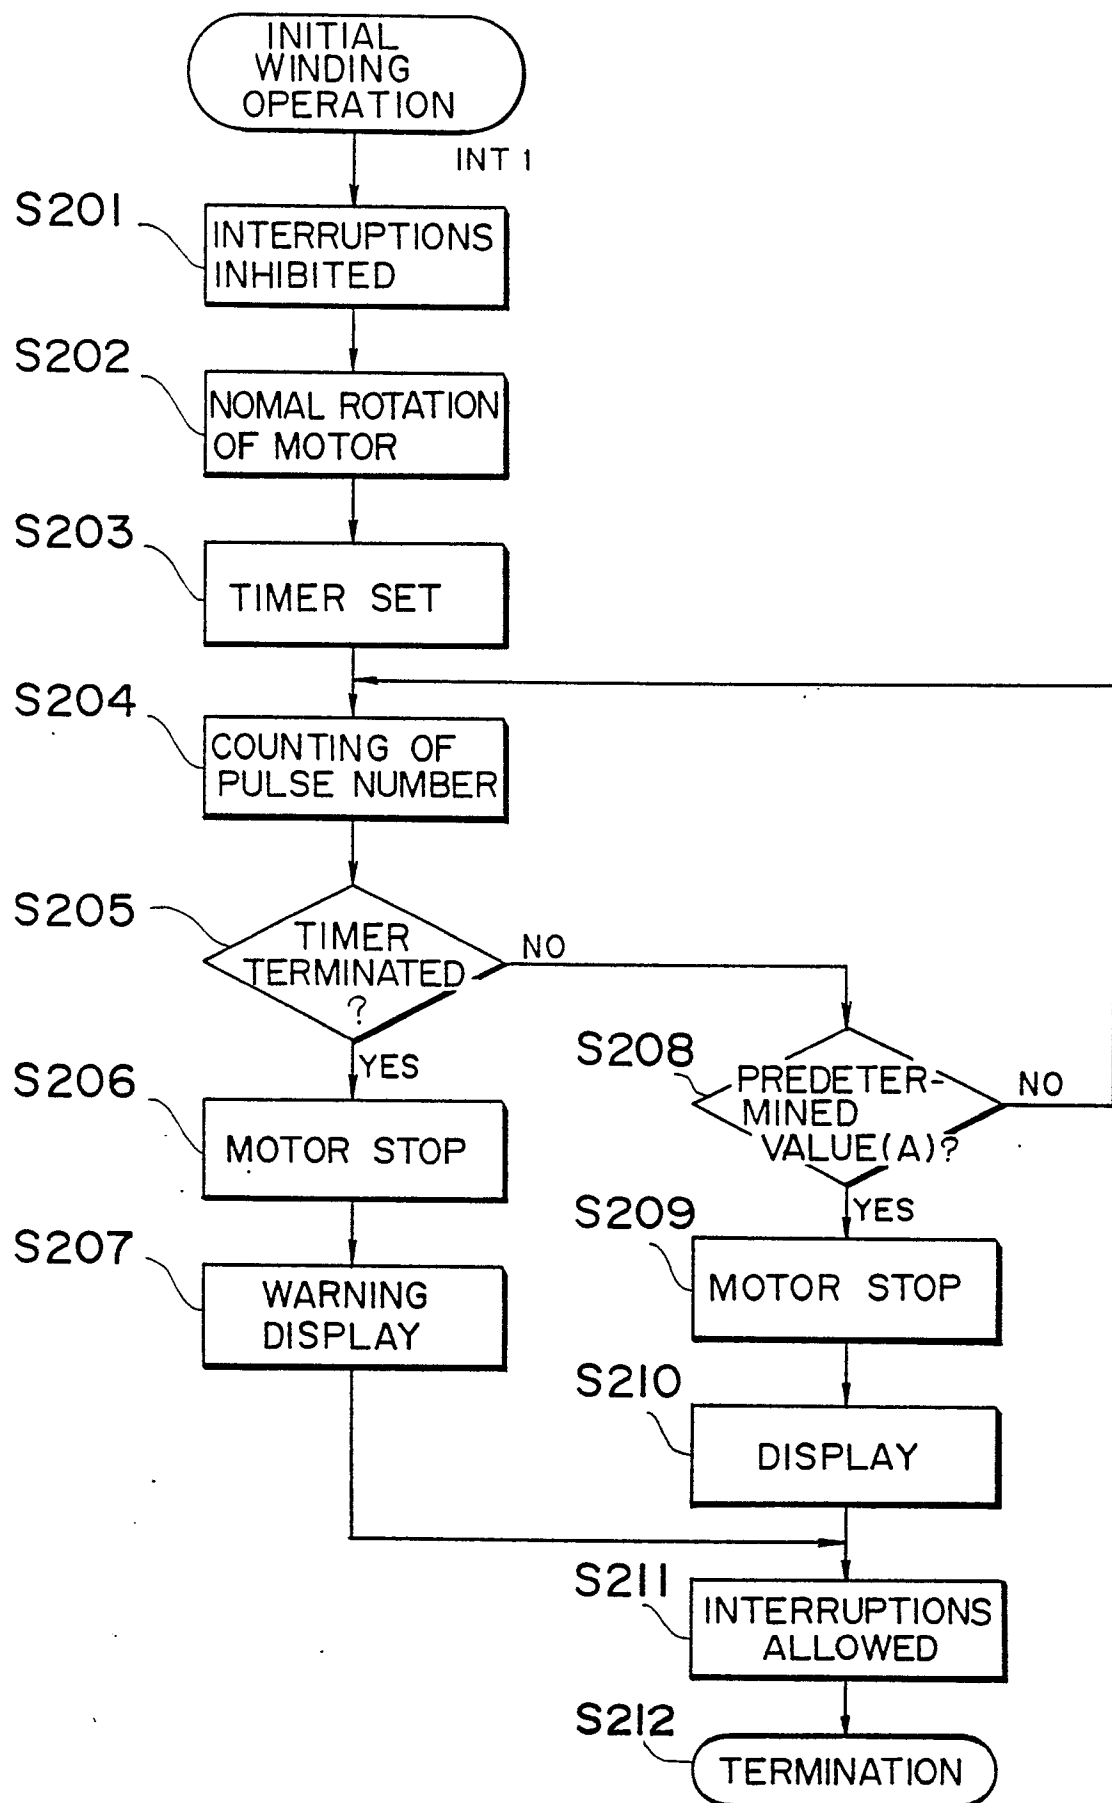 INITIAL
WINDING
OPERATION
INT 1
S201
INTERRUPTIONS
INHIBITED
S202
NOMAL ROTATION
OF MOTOR
S203
TIMER SET
S204
COUNTING OF
PULSE NUMBER
S205
TIMER
TERMINATED
?
NO
YES
S206
MOTOR STOP
S207
WARNING
DISPLAY
S208
PREDETER-
MINED
VALUE(A)?
NO
YES
S209
MOTOR STOP
S210
DISPLAY
S211
INTERRUPTIONS
ALLOWED
S212
TERMINATION